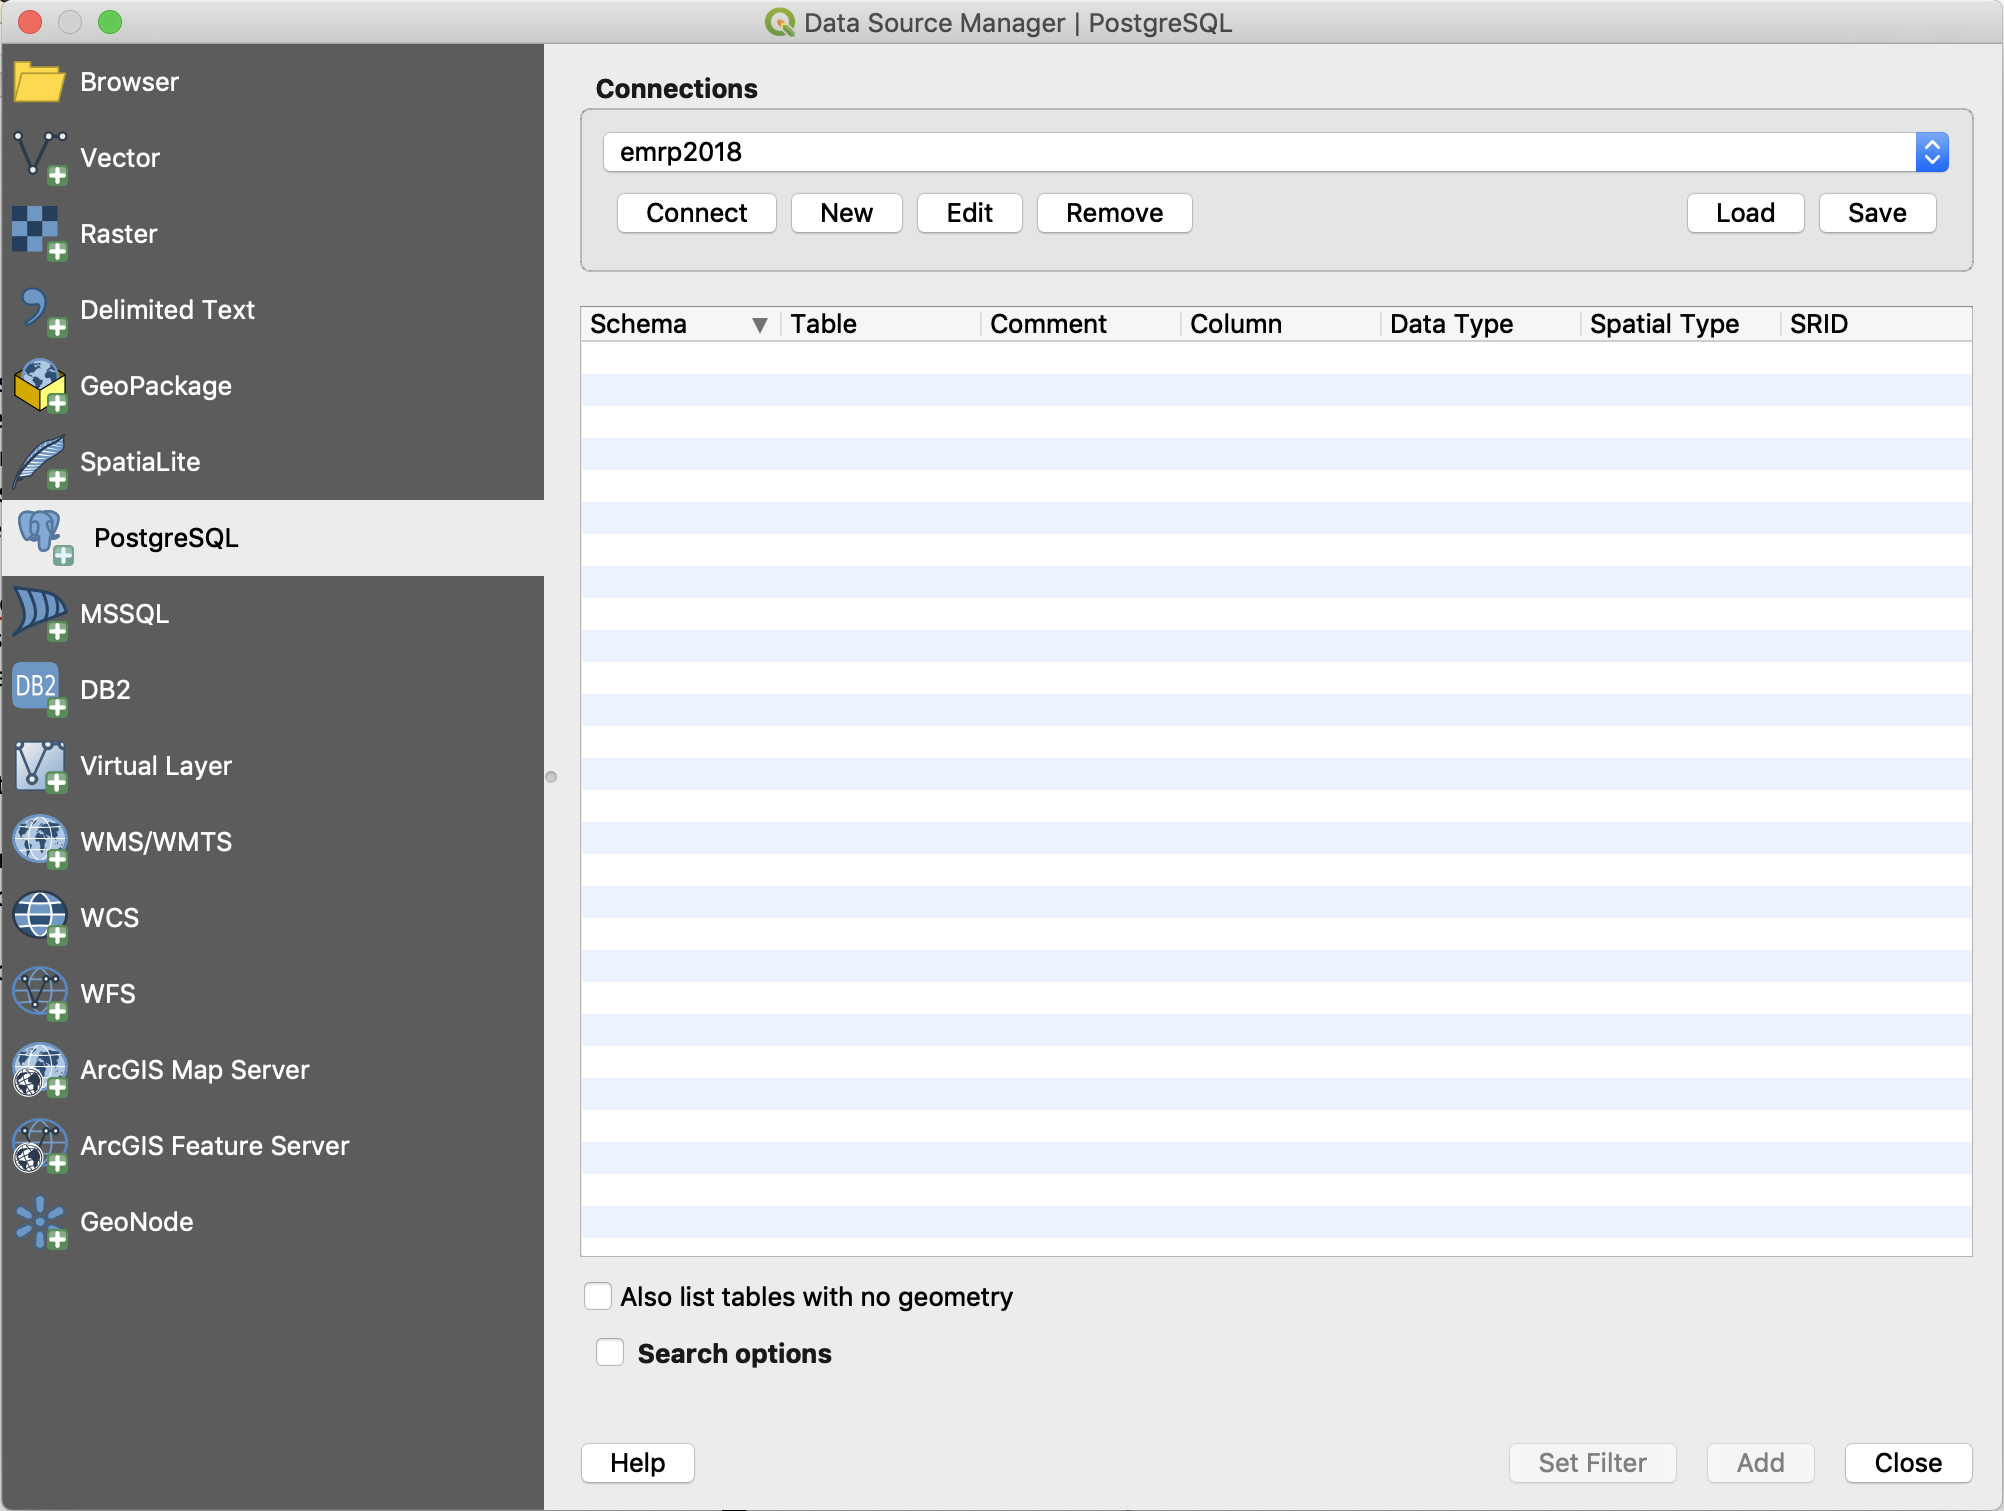 Data Source Manager | PostgreSQL
Browser
Vector
Raster
Delimited Text
GeoPackage
SpatiaLite
PostgreSQL
MSSQL
DB2
DB2
Virtual Layer
WMS/WMTS
WCS
WFS
ArcGIS Map Server
ArcGIS Feature Server
GeoNode
Connections
emrp2018
Connect New Edit Remove Load Save
Schema Table Comment Column Data Type Spatial Type SRID
Also list tables with no geometry
Search options
Help Set Filter Add Close